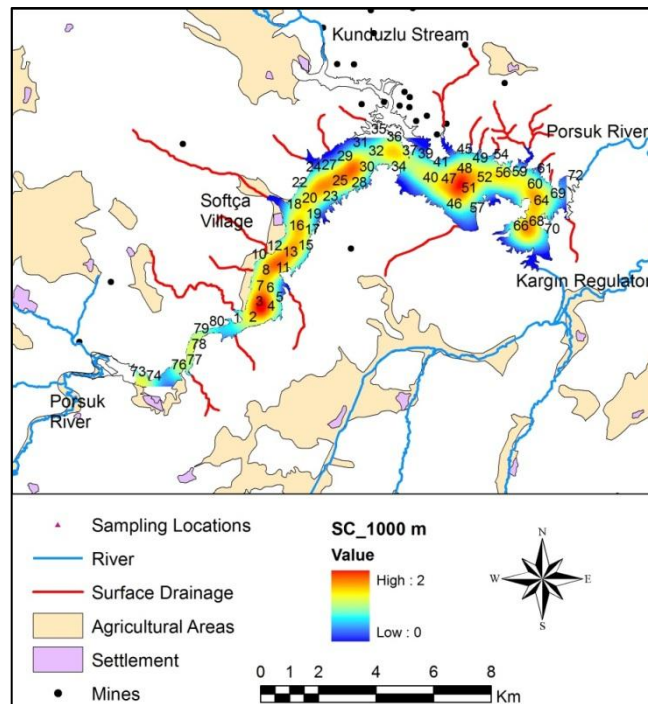 Kunduzlu Stream
35
36
Porsuk River
31
32
37
39
45
54
29
24
27
30
34
41
48
49
61
72
22
25
28
40
47
51
52
56
59
60
69
Softça
Village
20
23
46
57
64
18
19
16
17
66
68
70
12
15
10
13
8
11
Kargın Regulator
7
6
3
5
4
1
2
80
79
78
76
77
73
74
Porsuk
River
Sampling Locations
River
Surface Drainage
Agricultural Areas
Settlement
Mines
SC_1000 m
Value
High : 2
Low : 0
N
W
E
S
0 1 2 4 6 8
Km